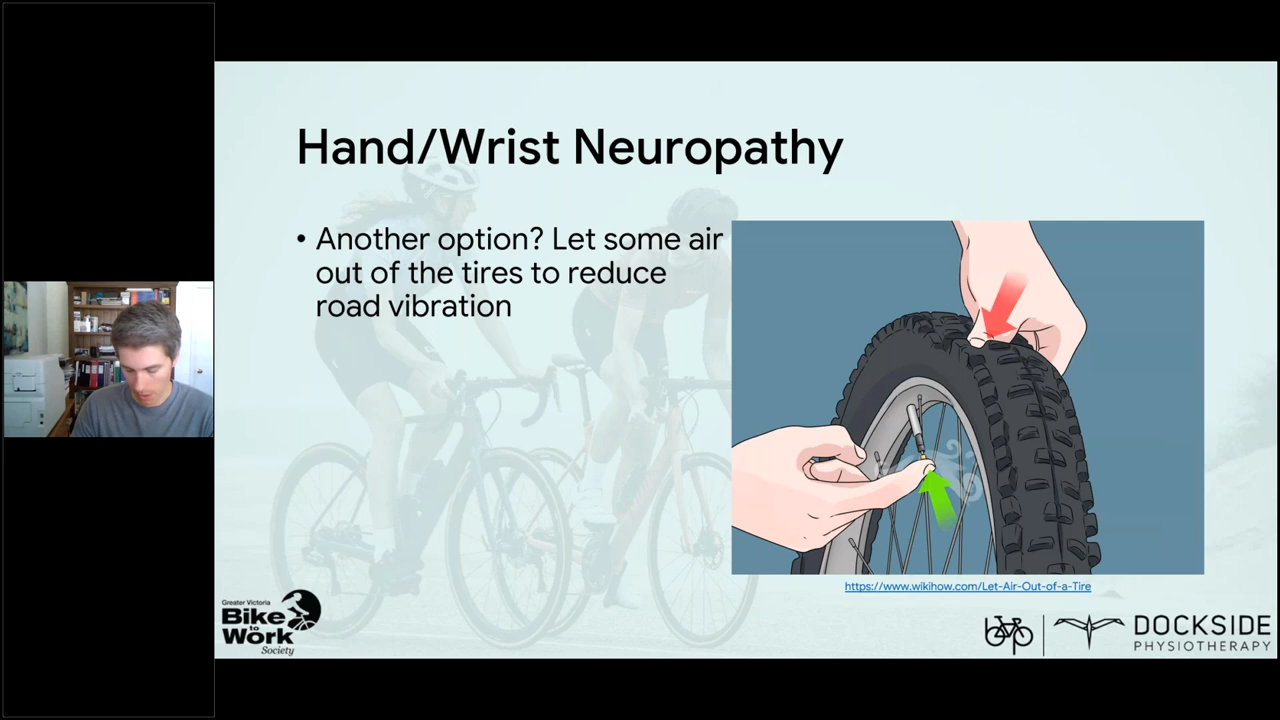 Hand/Wrist Neuropathy
• Another option? Let some air
out of the tires to reduce
road vibration
https://www.wikihow.com/Let-Air-Out-of-a-Tire
Greater Victoria
Bike
to
Work
Society
DOCKSIDE
PHYSIOTHERAPY